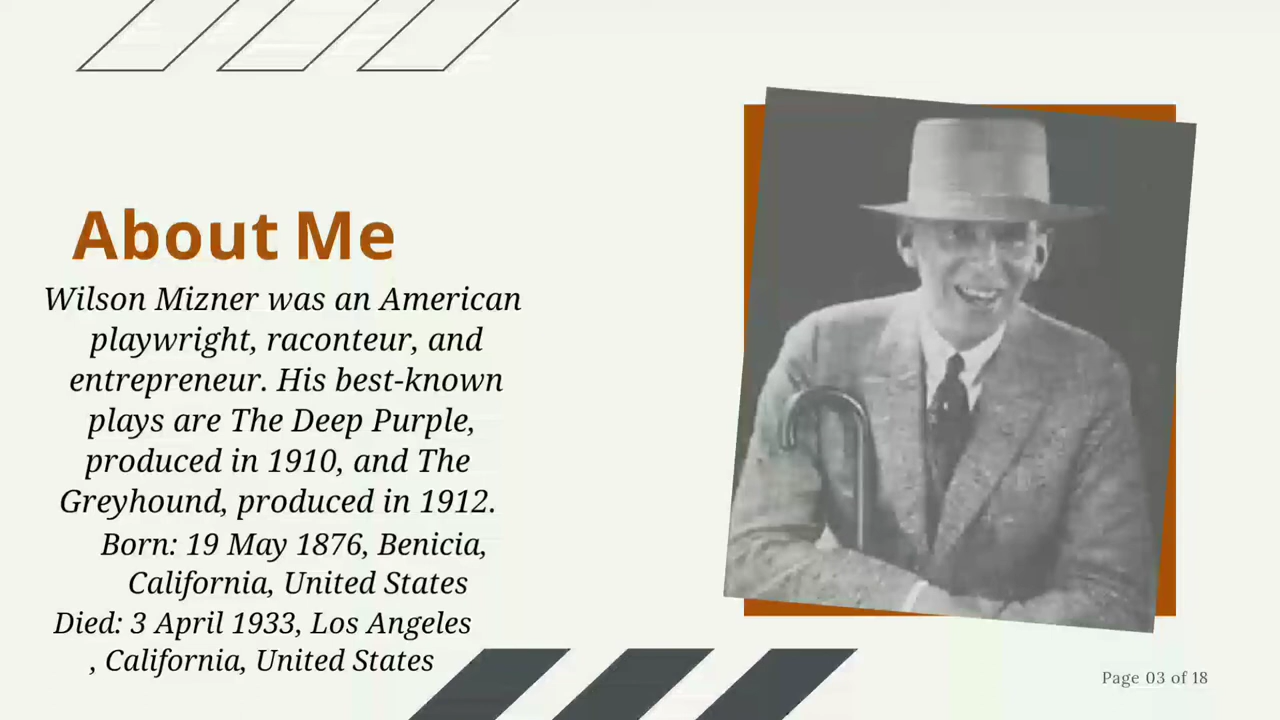 About Me
Wilson Mizner was an American
playwright, raconteur, and
entrepreneur. His best-known
plays are The Deep Purple,
produced in 1910, and The
Greyhound, produced in 1912.
Born: 19 May 1876, Benicia,
California, United States
Died: 3 April 1933, Los Angeles
, California, United States
Page 03 of 18